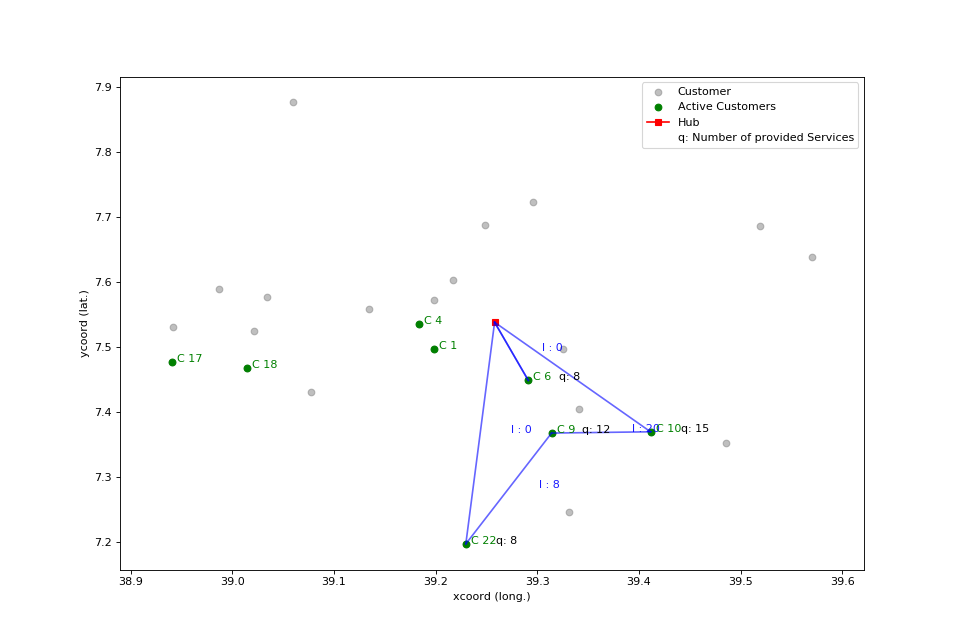 7.9
7.8
7.7
7.6
7.5
7.4
7.3
7.2
ycoord (lat.)
Customer
Active Customers
Hub
q: Number of provided Services
C 4
C 1
C 17
C 18
l : 0
C 6 q: 8
l : 0
C 9 q: 12
l : 20
C 10 q: 15
l : 8
C 22 q: 8
38.9 39.0 39.1 39.2 39.3 39.4 39.5 39.6
xcoord (long.)